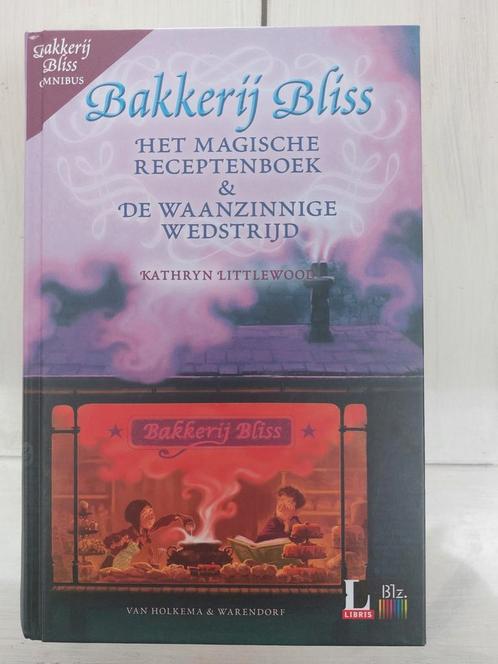 Bakkerij
Bliss
OMNIBUS
Bakkerij Bliss
HET MAGISCHE
RECEPTENBOEK
&
DE WAANZINNIGE
WEDSTRIJD
KATHRYN LITTLEWOOD
★ Bakkerij Bliss ★
VAN HOLKEMA & WARENDORF
L
LIBRIS
Blz.